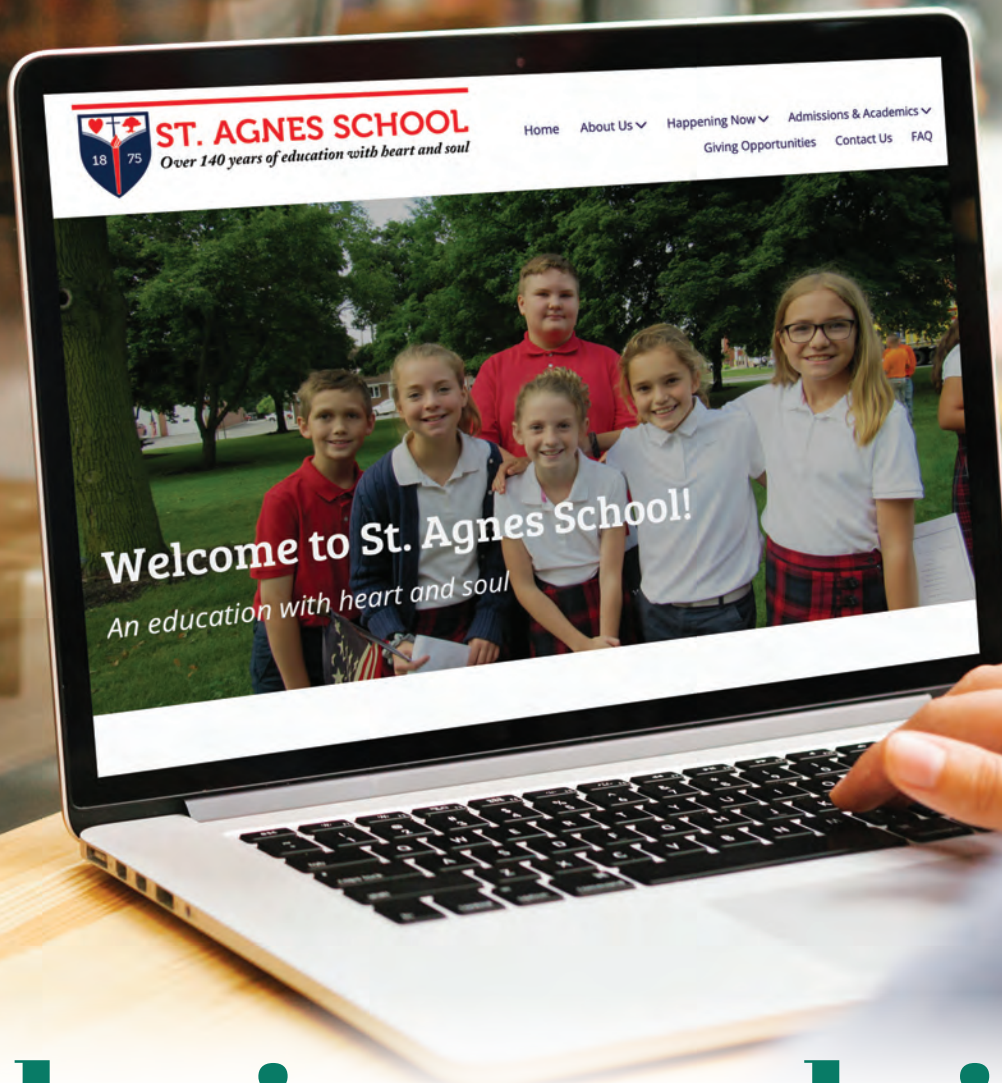 ST. AGNES SCHOOL
Over 140 years of education with heart and soul
18 75
Home About Us Happening Now Admissions & Academics
Giving Opportunities Contact Us FAQ
Welcome to St. Agnes School!
An education with heart and soul